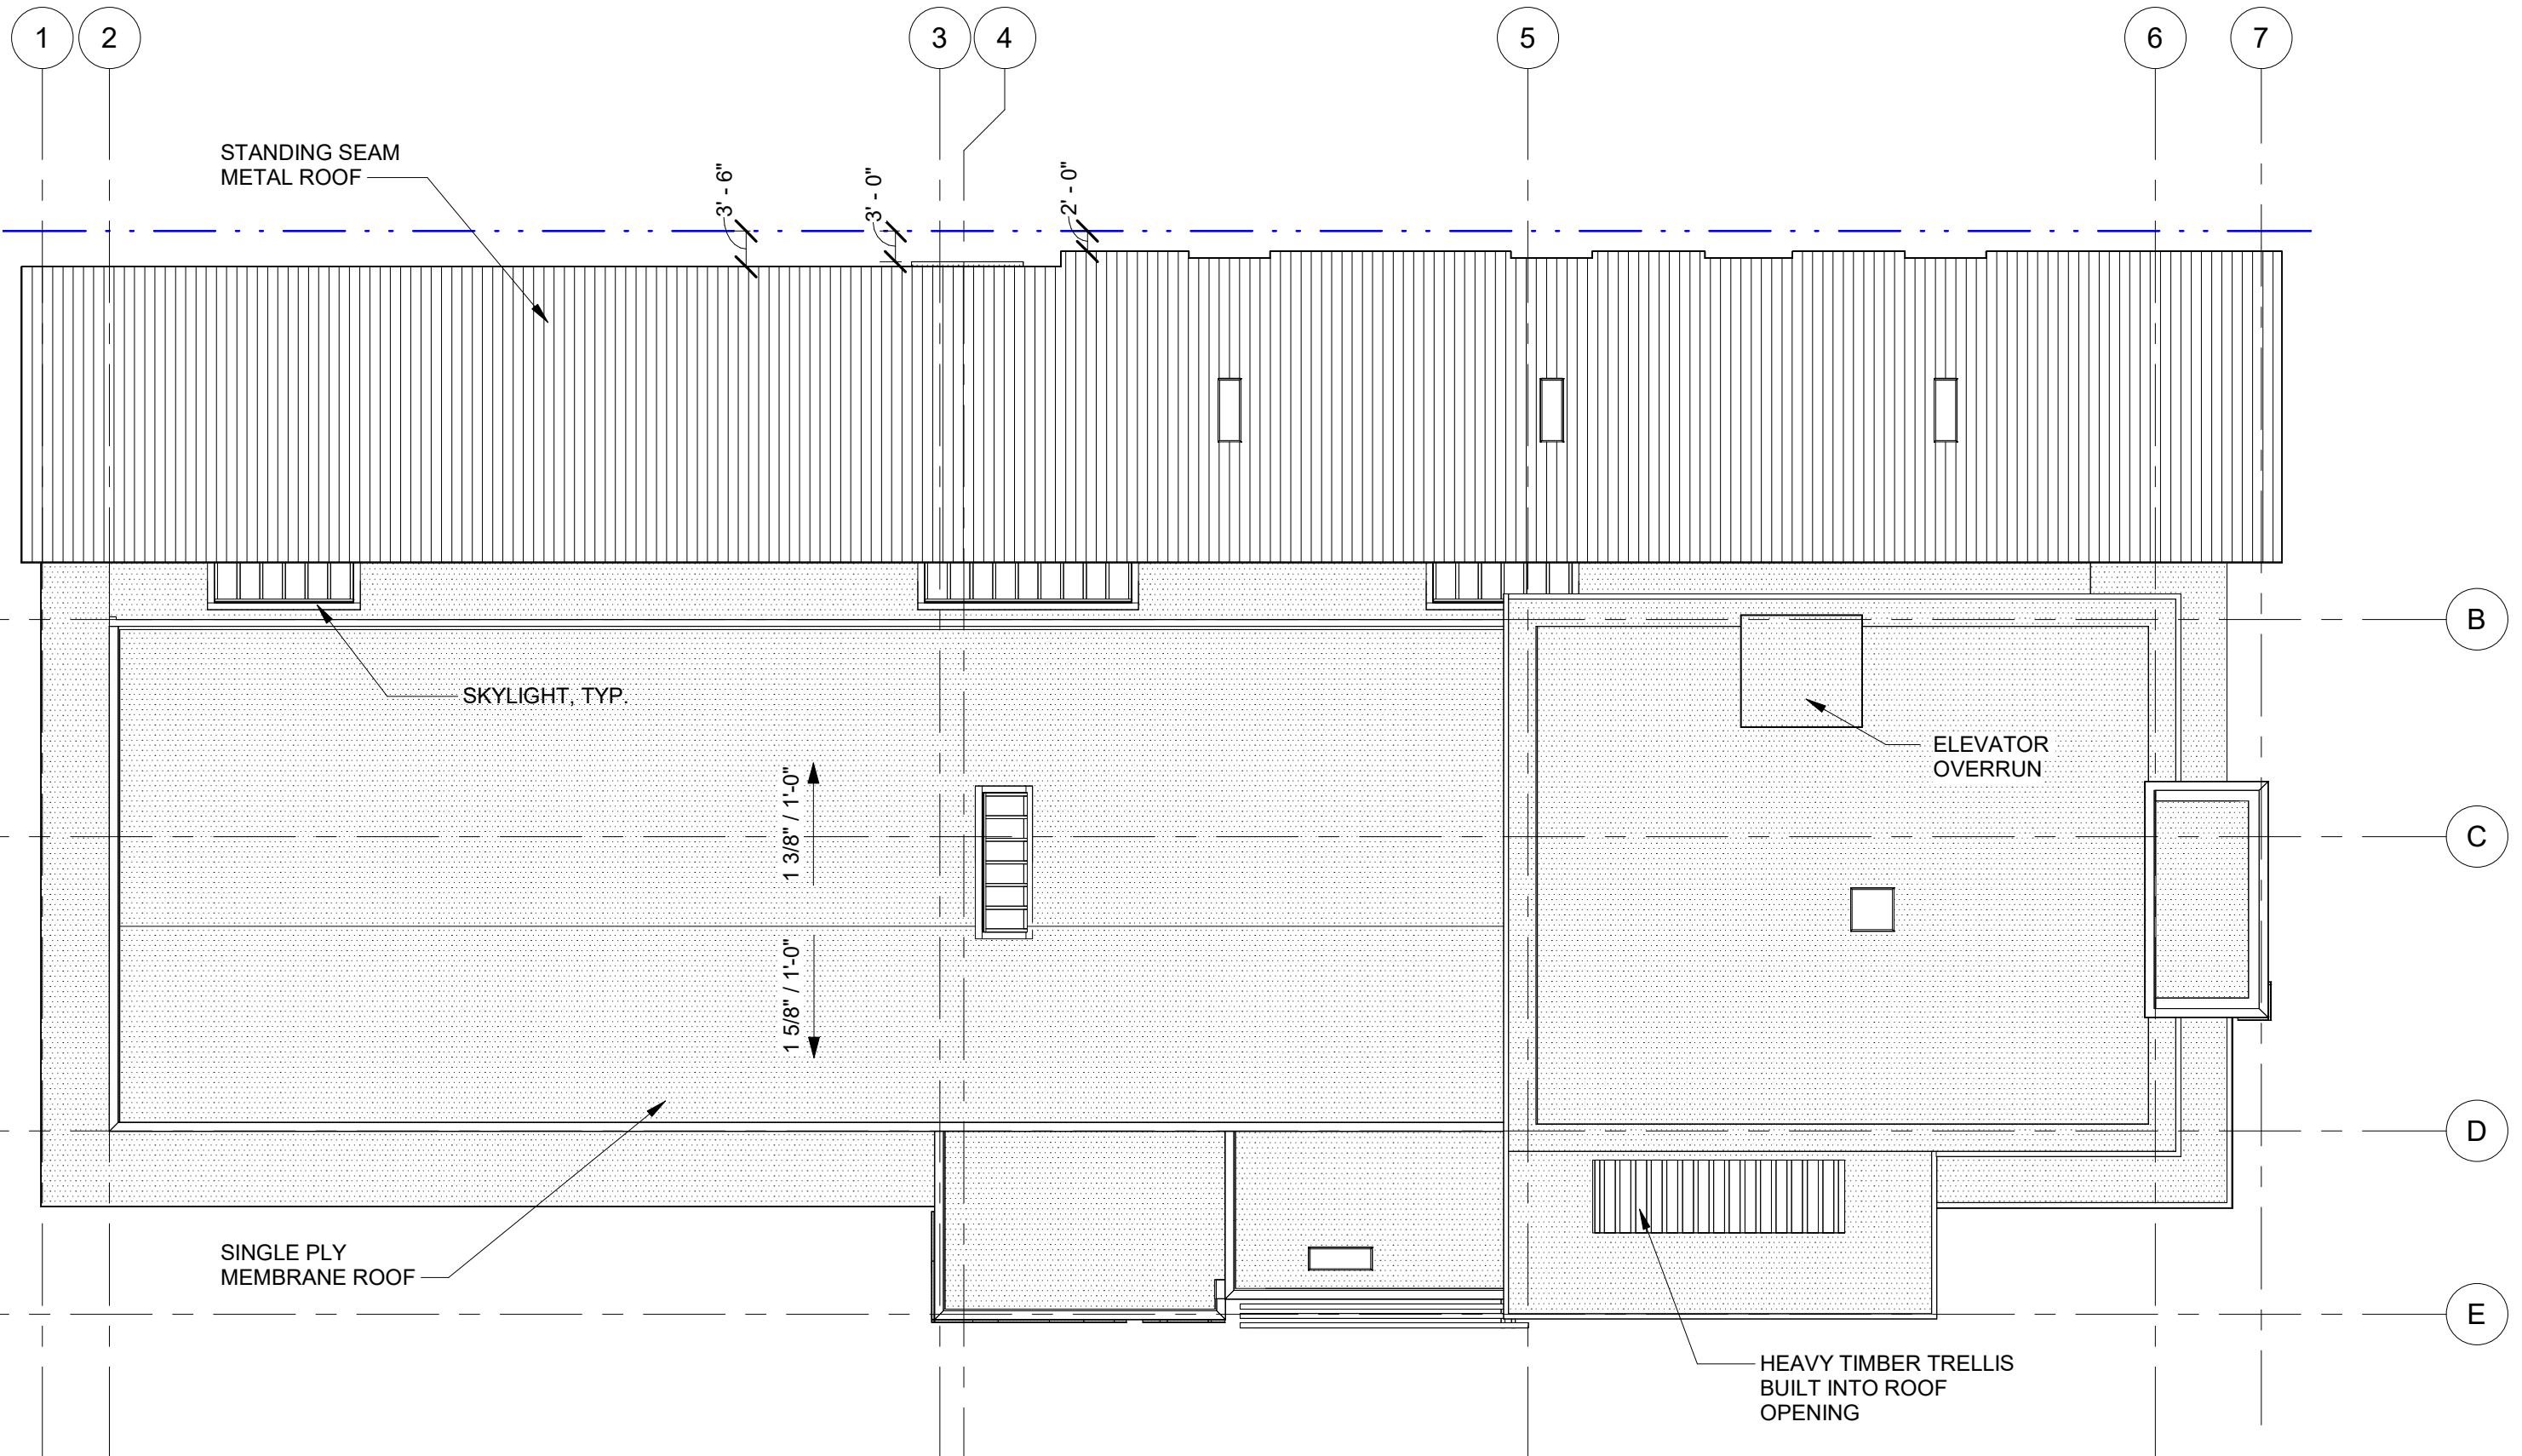 1
2
3
4
5
6
7
STANDING SEAM
METAL ROOF
3' - 6"
3' - 0"
2' - 0"
B
SKYLIGHT, TYP.
ELEVATOR
OVERRUN
1 3/8" / 1'-0"
C
1 5/8" / 1'-0"
D
SINGLE PLY
MEMBRANE ROOF
E
HEAVY TIMBER TRELLIS
BUILT INTO ROOF
OPENING